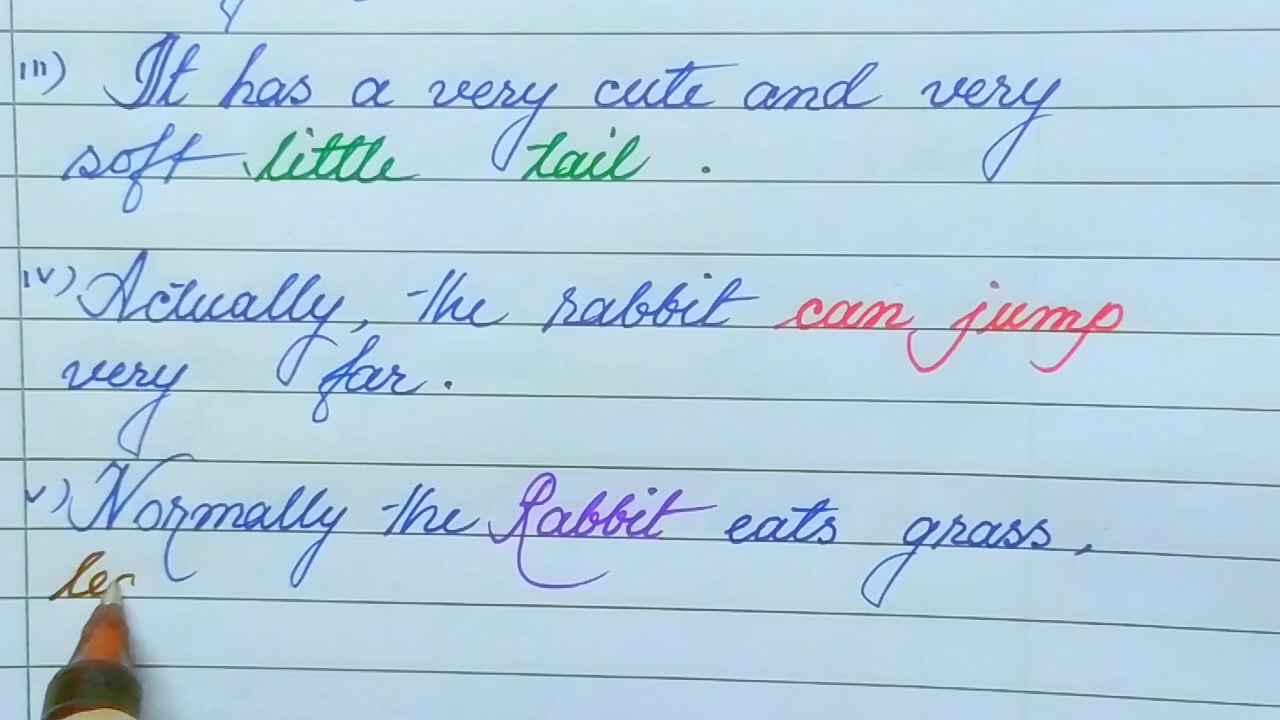 III) It has a very cute and very
soft little tail .
IV) Actually, the rabbit can jump
very far .
V) Normally the Rabbit eats grass ,